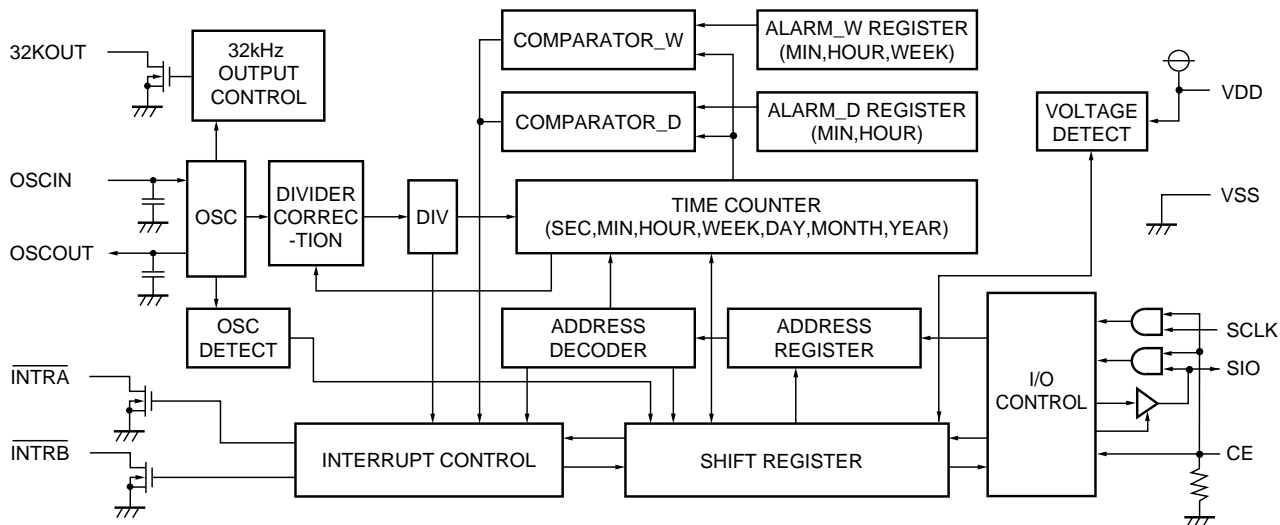 32KOUT
32kHz
OUTPUT
CONTROL
COMPARATOR_W
ALARM_W REGISTER
(MIN,HOUR,WEEK)
COMPARATOR_D
ALARM_D REGISTER
(MIN,HOUR)
VOLTAGE
DETECT
VDD
VSS
OSCIN
OSCOUT
OSC
DIVIDER
CORREC
-TION
DIV
TIME COUNTER
(SEC,MIN,HOUR,WEEK,DAY,MONTH,YEAR)
OSC
DETECT
ADDRESS
DECODER
ADDRESS
REGISTER
I/O
CONTROL
SCLK
SIO
CE
INTRA
INTRB
INTERRUPT CONTROL
SHIFT REGISTER